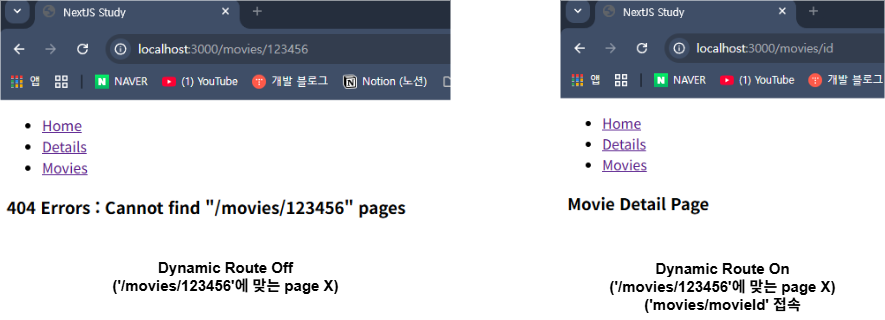 NextJS Study
localhost:3000/movies/123456
앱
NAVER
(1) YouTube
개발 블로그
Notion (노션)
Home
Details
Movies
404 Errors : Cannot find "/movies/123456" pages
Dynamic Route Off
('/movies/123456'에 맞는 page X)
NextJS Study
localhost:3000/movies/id
앱
NAVER
(1) YouTube
개발 블로그
Home
Details
Movies
Movie Detail Page
Dynamic Route On
('/movies/123456'에 맞는 page X)
('movies/movieId' 접속